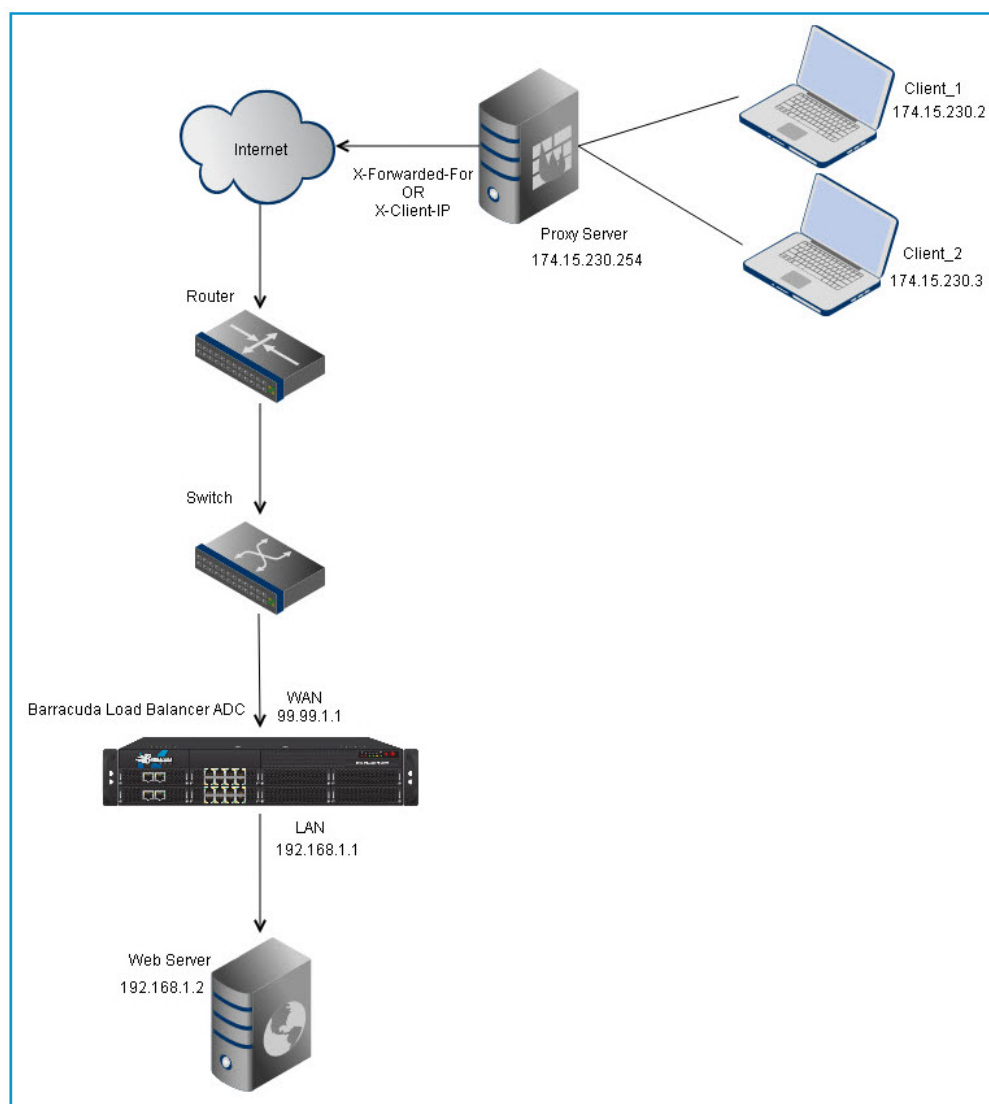 Client_1
174.15.230.2
Internet
X-Forwarded-For
OR
X-Client-IP
Proxy Server
174.15.230.254
Client_2
174.15.230.3
Router
Switch
WAN
99.99.1.1
Barracuda Load Balancer ADC
LAN
192.168.1.1
Web Server
192.168.1.2